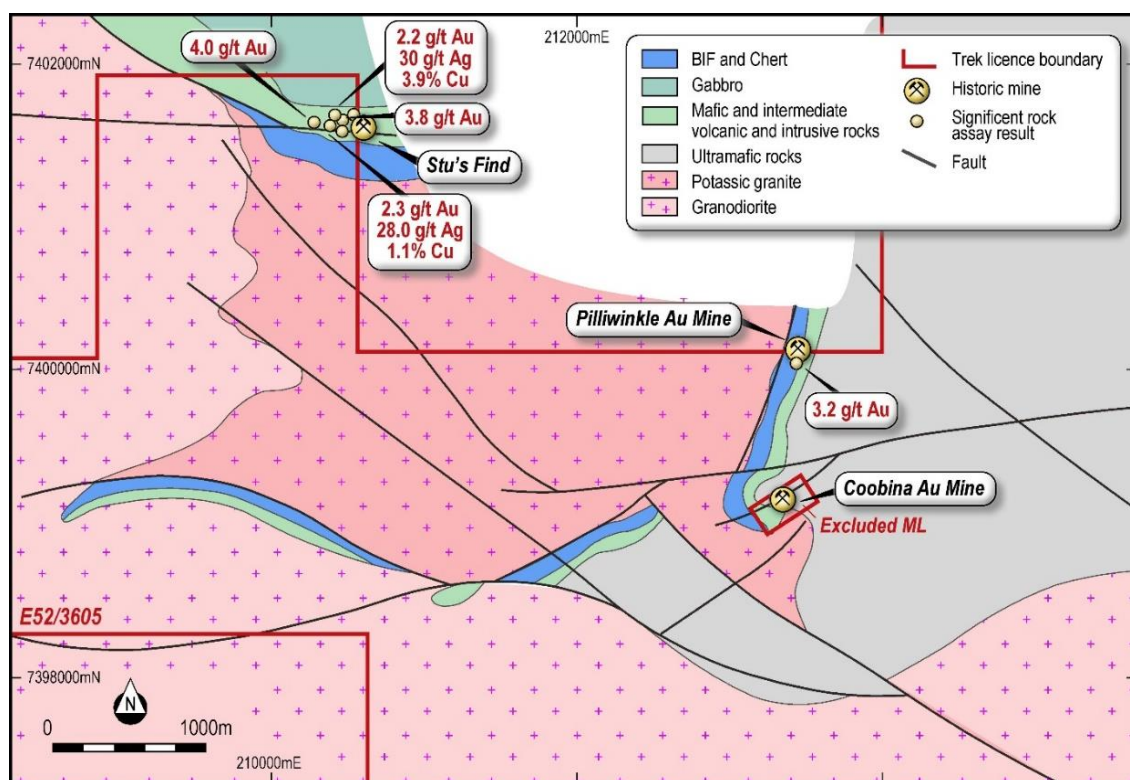 212000mE
7402000mN
4.0 g/t Au
2.2 g/t Au
30 g/t Ag
3.9% Cu
3.8 g/t Au
Stu's Find
2.3 g/t Au
28.0 g/t Ag
1.1% Cu
BIF and Chert
Gabbro
Mafic and intermediate
volcanic and intrusive rocks
Ultramafic rocks
Potassic granite
Granodiorite
Trek licence boundary
Historic mine
Significent rock
assay result
Fault
Pilliwinkle Au Mine
7400000mN
3.2 g/t Au
Coobina Au Mine
Excluded ML
E52/3605
7398000mN
N
0 1000m
210000mE